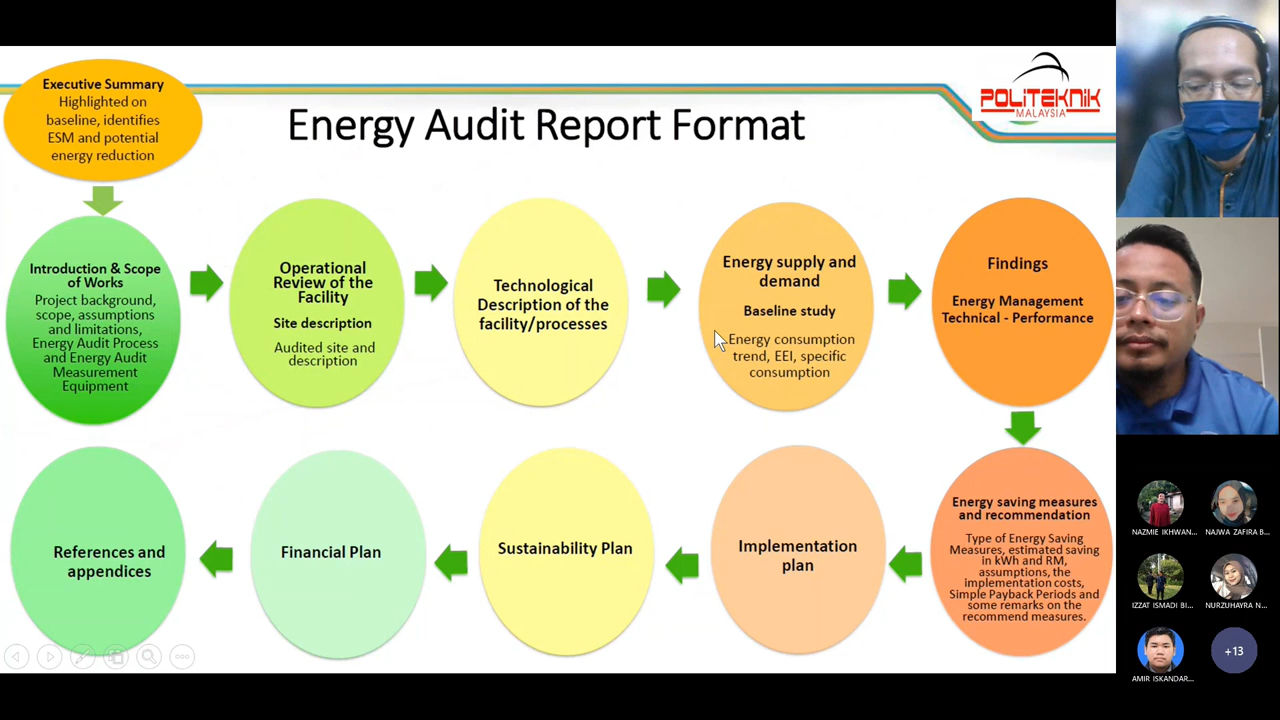 Executive Summary
Highlighted on
baseline, identifies
ESM and potential
energy reduction
Energy Audit Report Format
POLITEKNIK
MALAYSIA
Introduction & Scope
of Works
Project background,
scope, assumptions
and limitations,
Energy Audit Process
and Energy Audit
Measurement
Equipment
Operational
Review of the
Facility
Site description
Audited site and
description
Technological
Description of the
facility/processes
Energy supply and
demand
Baseline study
Energy consumption
trend, EEI, specific
consumption
Findings
Energy Management
Technical - Performance
Energy saving measures
and recommendation
Type of Energy Saving
Measures, estimated saving
in kWh and RM,
assumptions, the
implementation costs,
Simple Payback Periods and
some remarks on the
recommend measures.
Implementation
plan
Sustainability Plan
Financial Plan
References and
appendices
NAZMIE IKHWAN...
NAJWA ZAFIRA B...
IZZAT ISMADI BI...
NURZUHAYRA N...
AMIR ISKANDAR...
+13